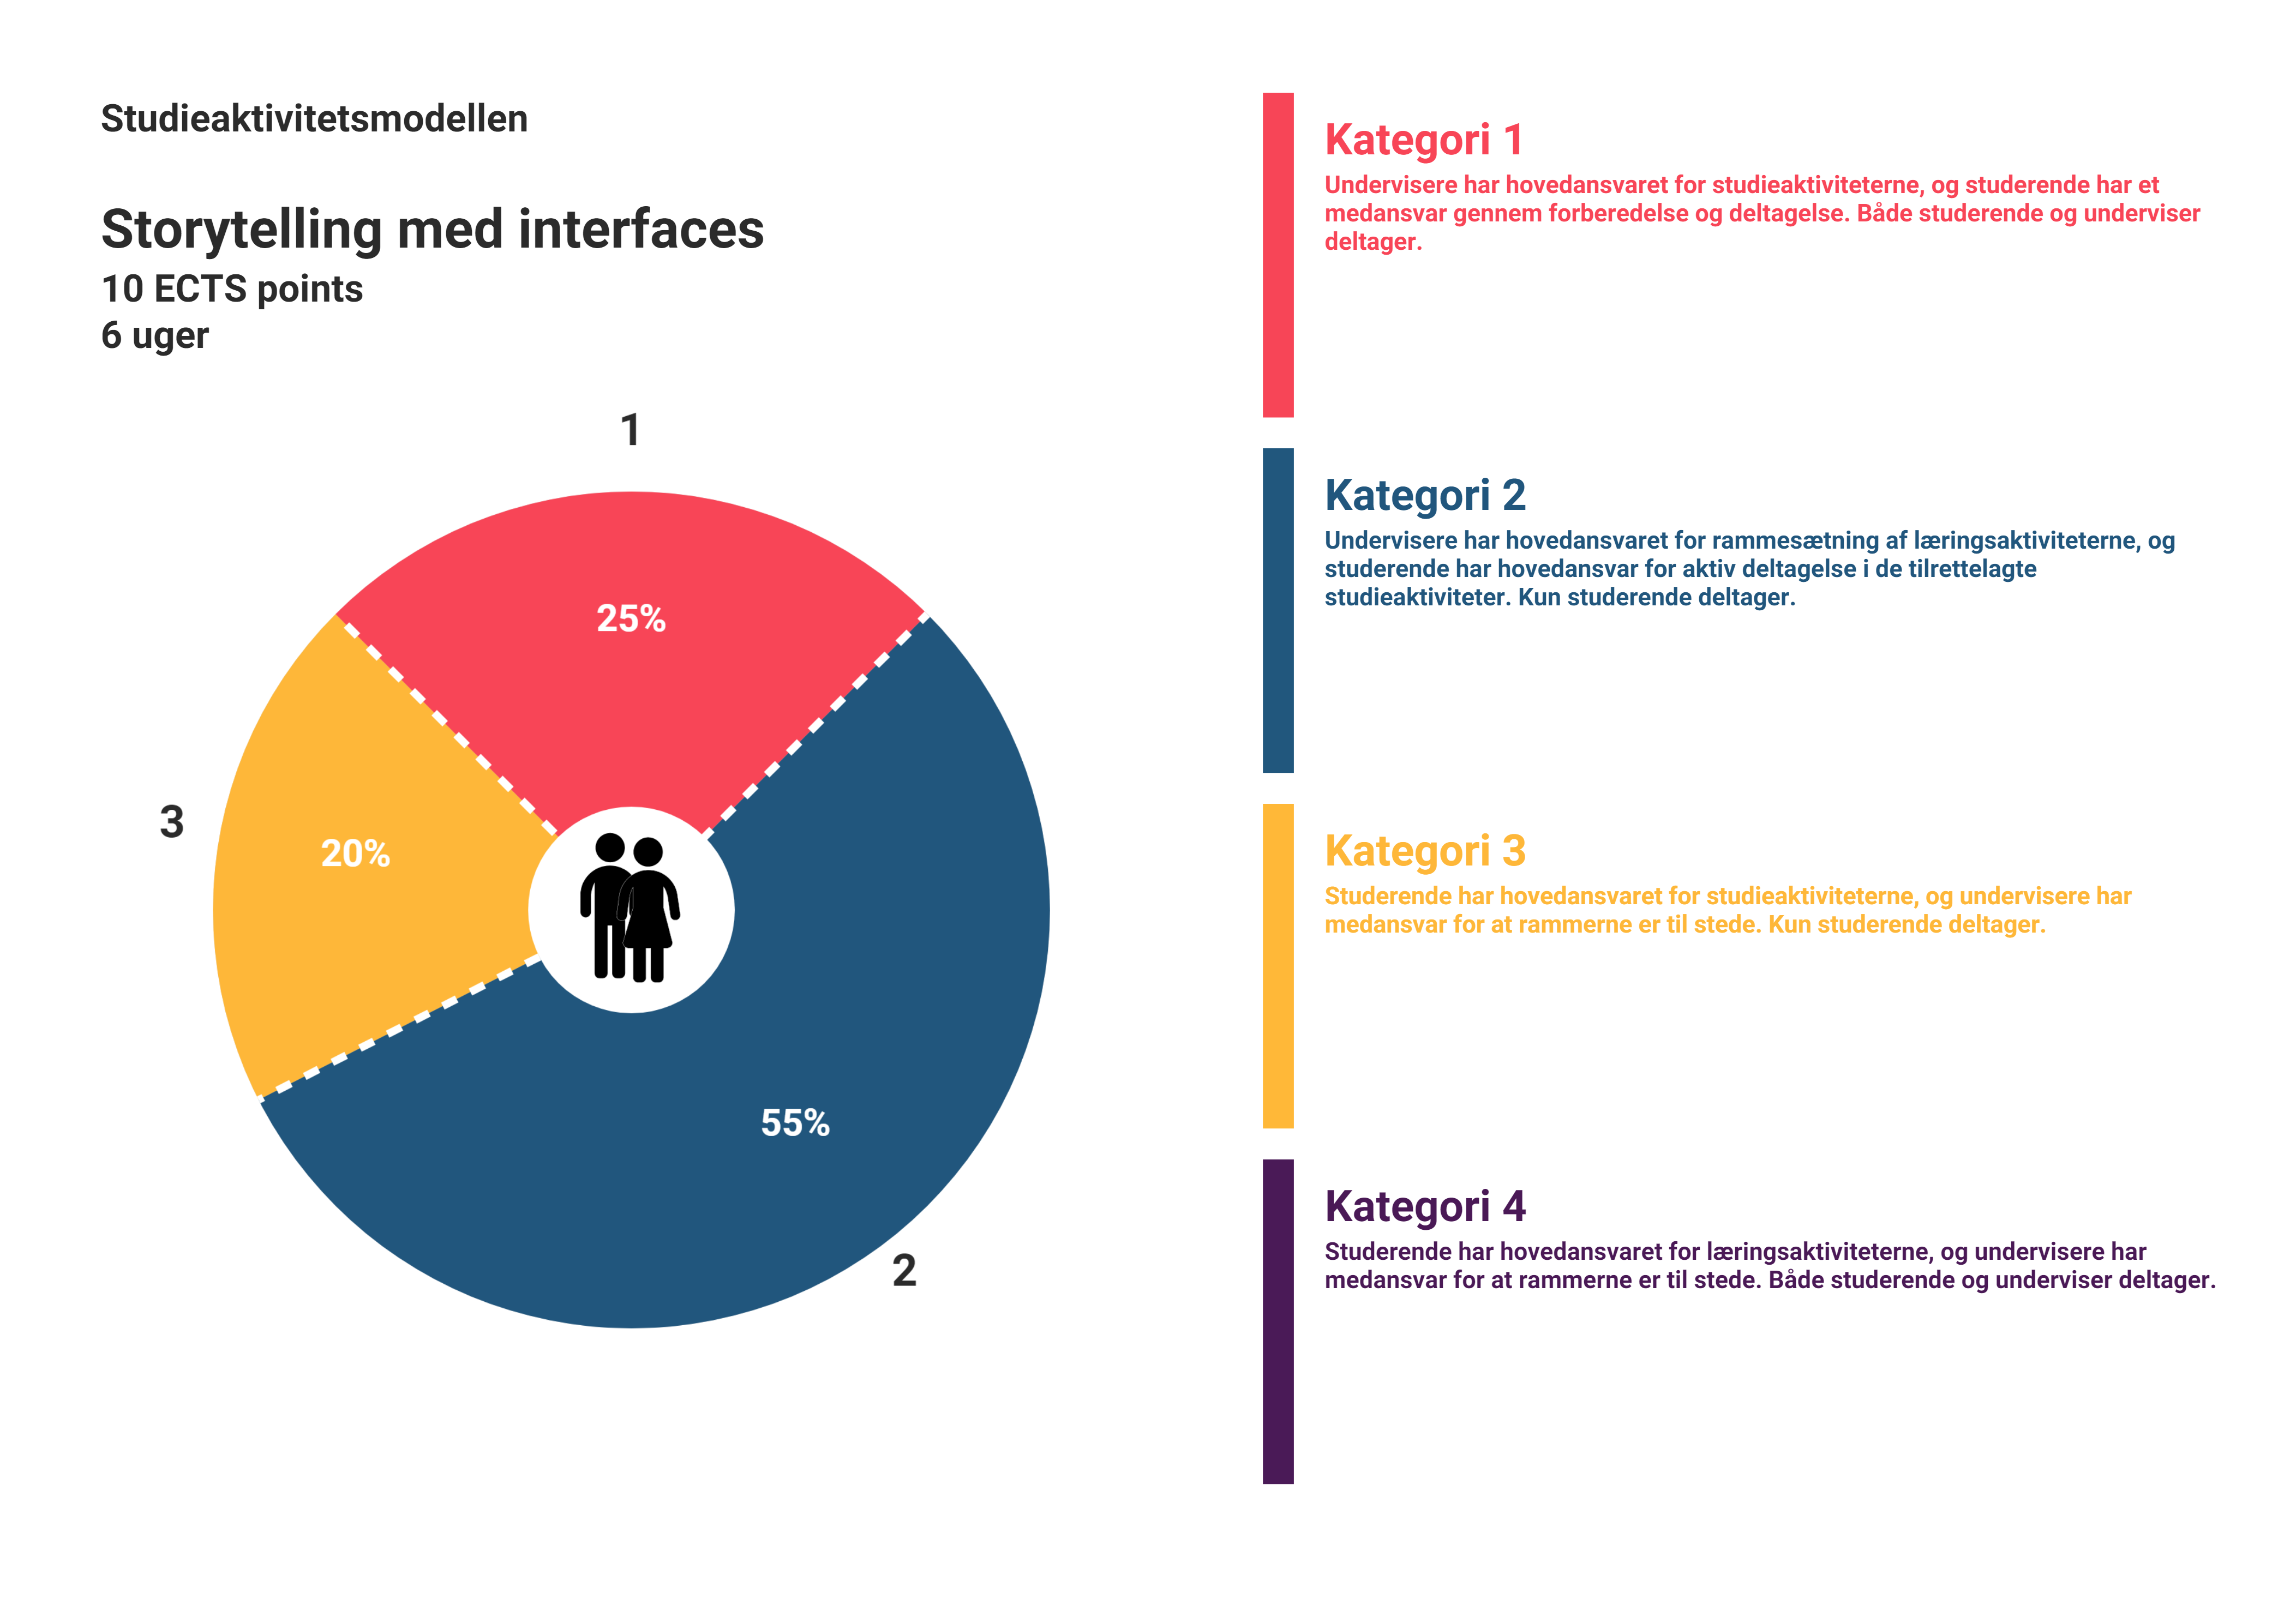 Studieaktivitetsmodellen
Storytelling med interfaces
10 ECTS points
6 uger
1
25%
3
20%
55%
2
Kategori 1
Undervisere har hovedansvaret for studieaktiviteterne, og studerende har et
medansvar gennem forberedelse og deltagelse. Både studerende og underviser
deltager.
Kategori 2
Undervisere har hovedansvaret for rammesætning af læringsaktiviteterne, og
studerende har hovedansvar for aktiv deltagelse i de tilrettelagte
studieaktiviteter. Kun studerende deltager.
Kategori 3
Studerende har hovedansvaret for studieaktiviteterne, og undervisere har
medansvar for at rammerne er til stede. Kun studerende deltager.
Kategori 4
Studerende har hovedansvaret for læringsaktiviteterne, og undervisere har
medansvar for at rammerne er til stede. Både studerende og underviser deltager.